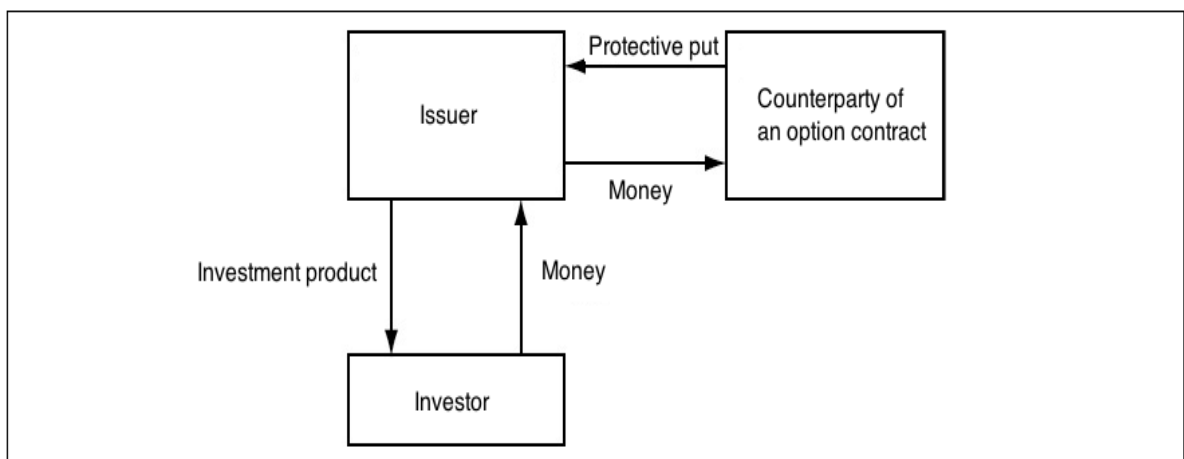 Protective put
Issuer
Counterparty of
an option contract
Money
Investment product
Money
Investor